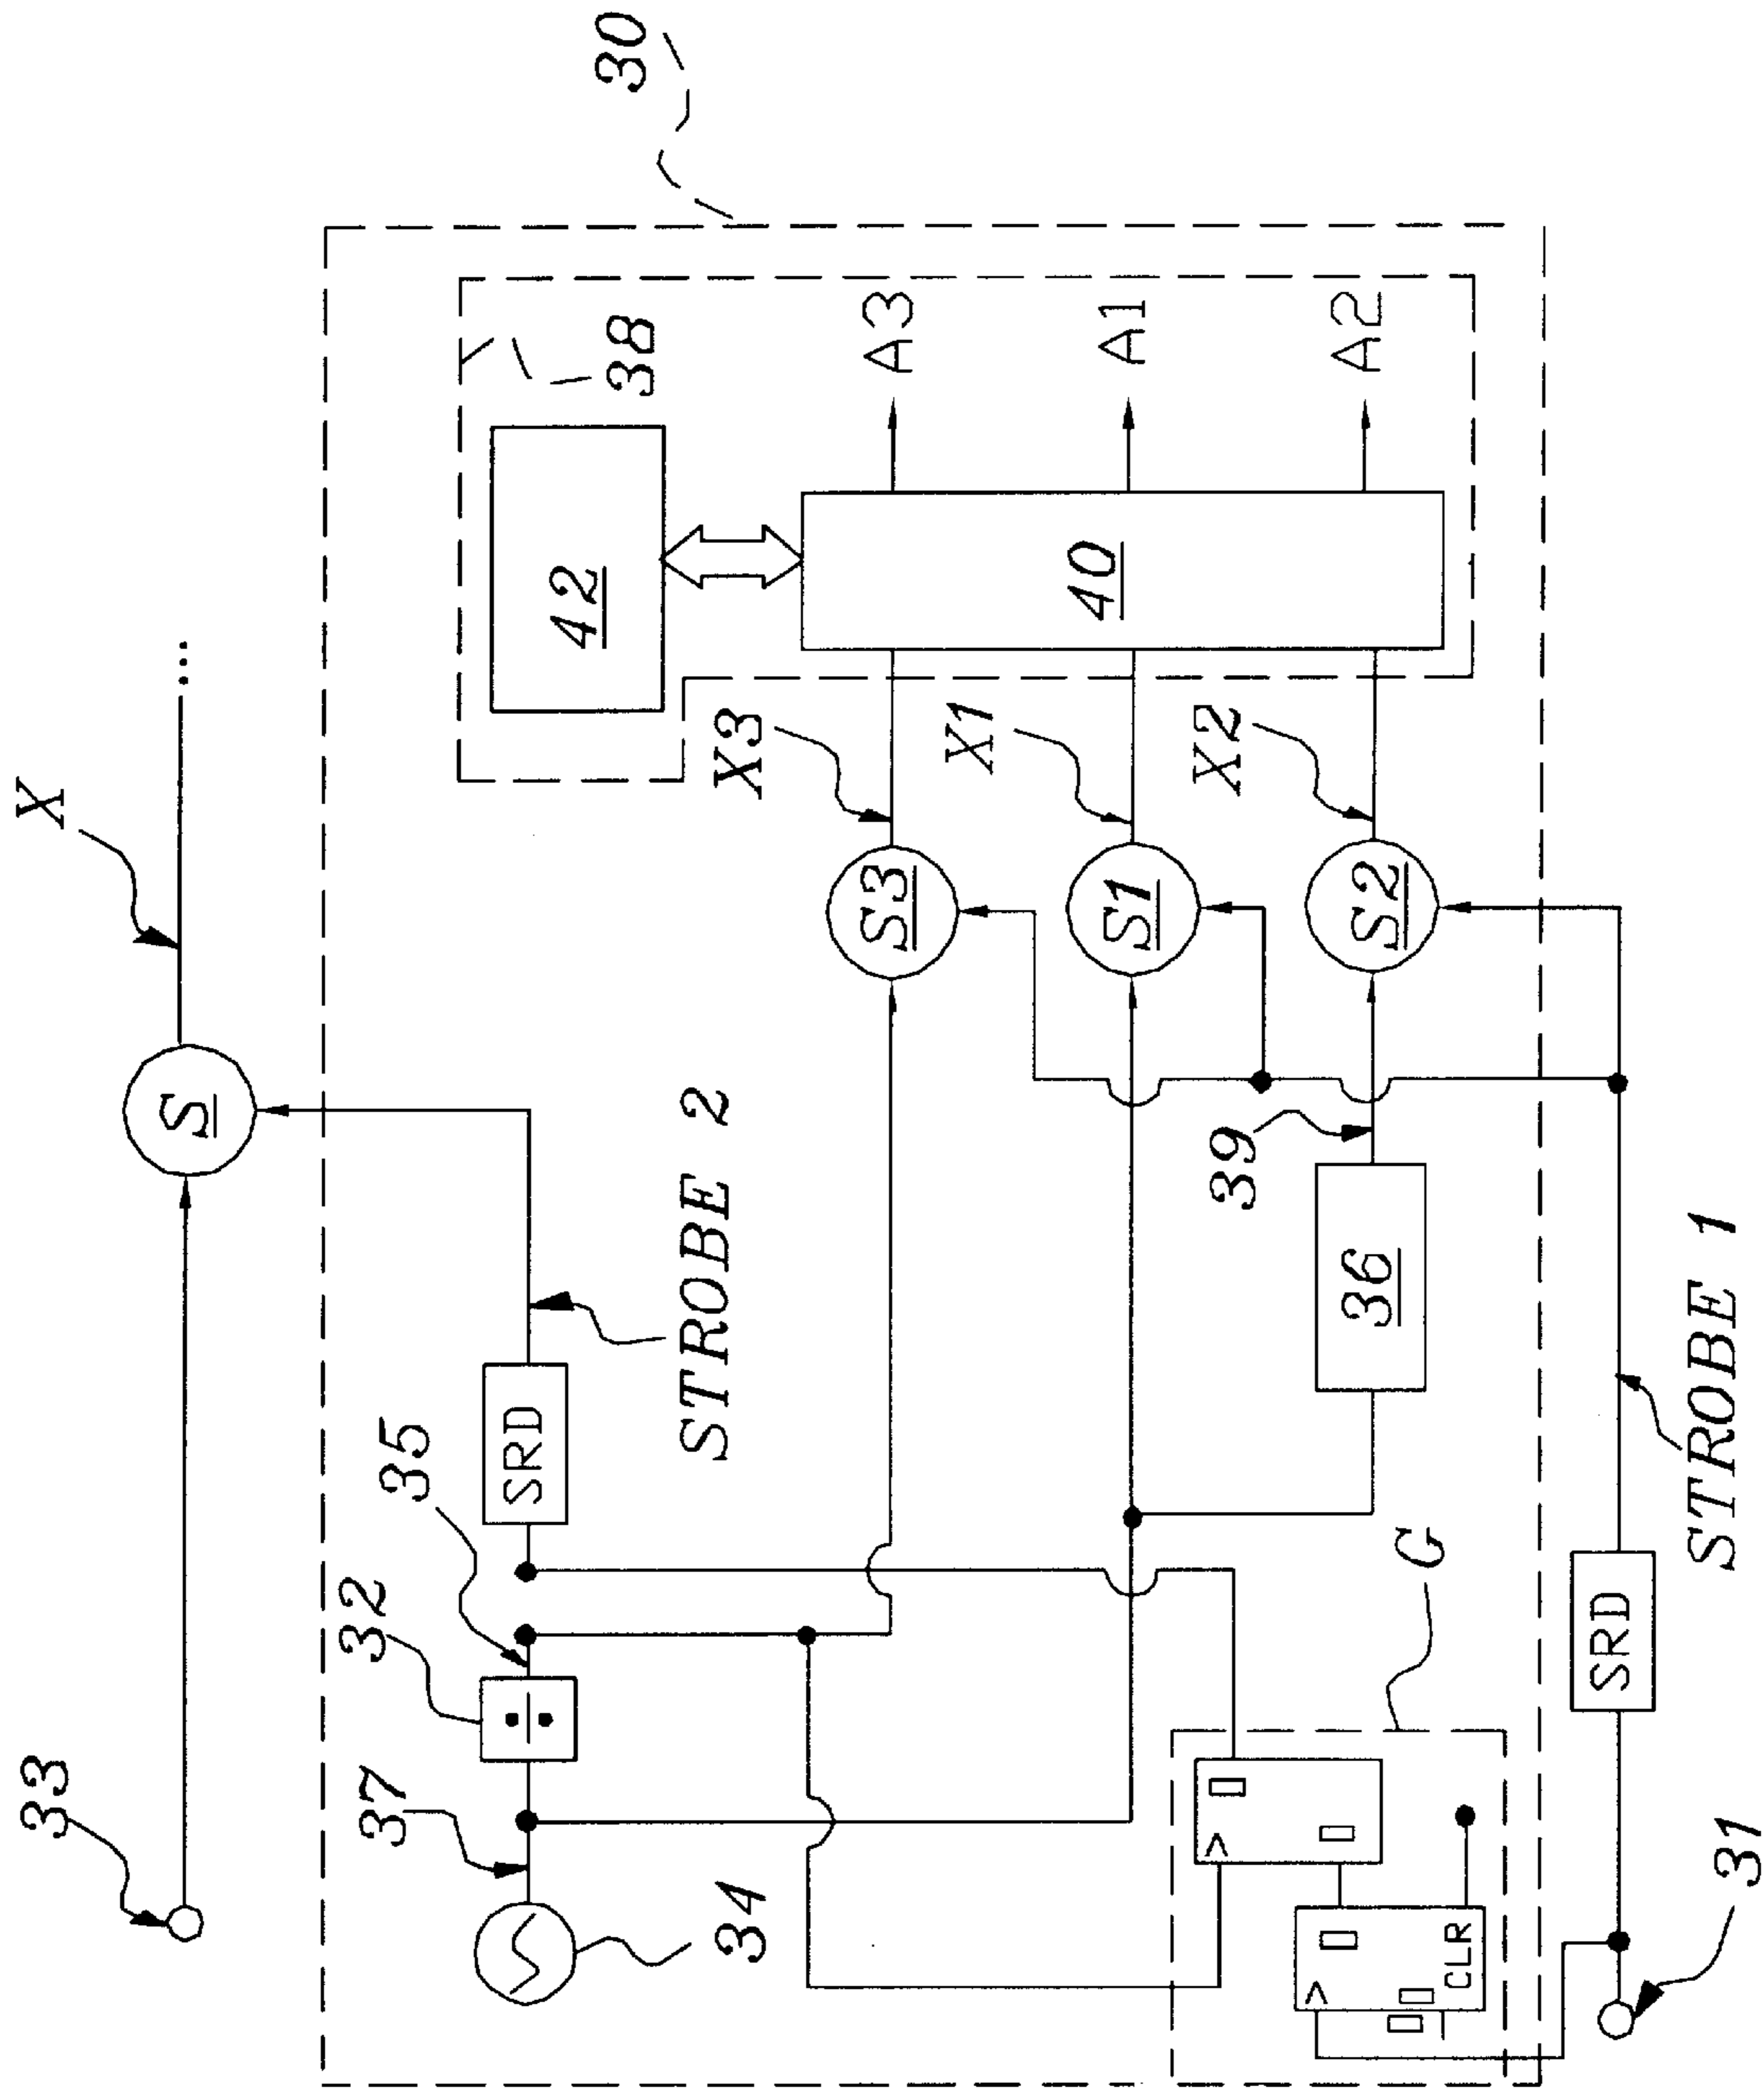 33
X
...
30
37
32
35
SRD
STROBE 2
S
34
42
38
S3
X3
40
A3
S1
X1
A1
39
36
S2
X2
A2
G
>
>
CLR
31
SRD
STROBE 1